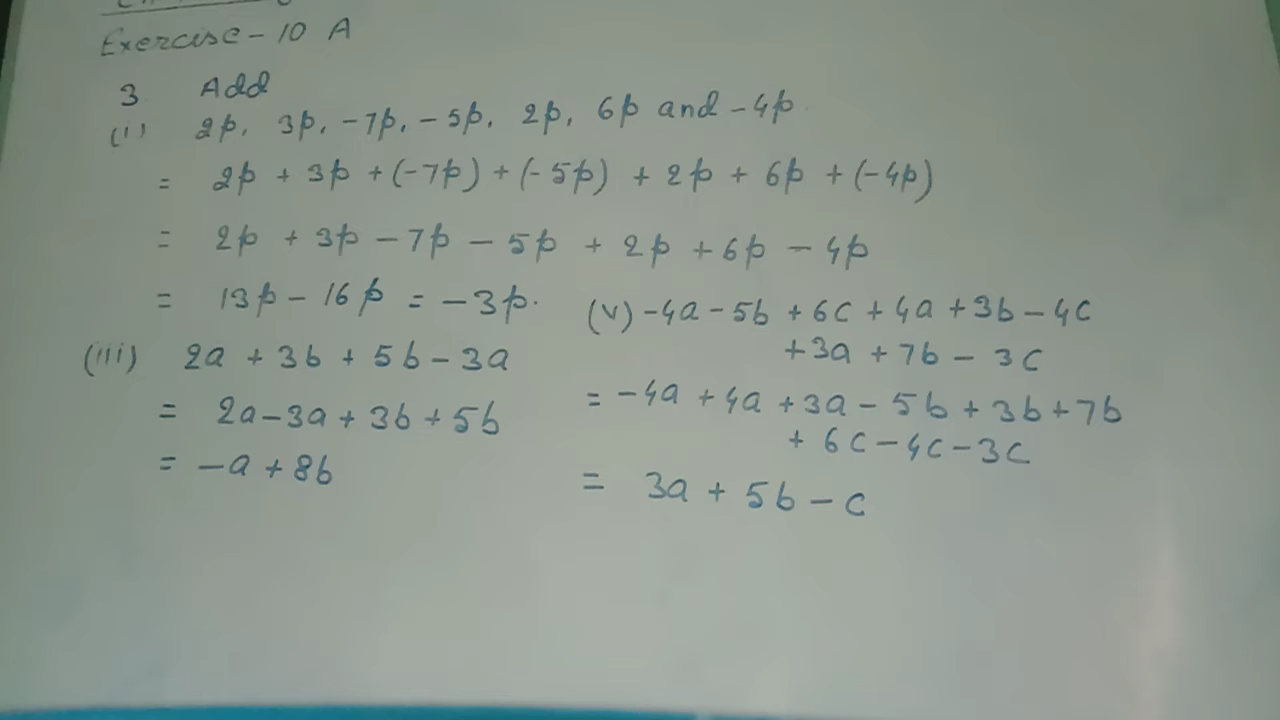 Exercise - 10 A
3 Add
(i) 2p, 3p, -7p, -5p, 2p, 6p and -4p
= 2p + 3p + (-7p) + (-5p) + 2p + 6p + (-4p)
= 2p + 3p - 7p - 5p + 2p + 6p - 4p
= 13p - 16p = -3p.
(iii) 2a + 3b + 5b - 3a
= 2a - 3a + 3b + 5b
= -a + 8b
(v) -4a - 5b + 6c + 4a + 3b - 4c
+3a + 7b - 3c
= -4a + 4a + 3a - 5b + 3b + 7b
+ 6c - 4c - 3c
= 3a + 5b - c